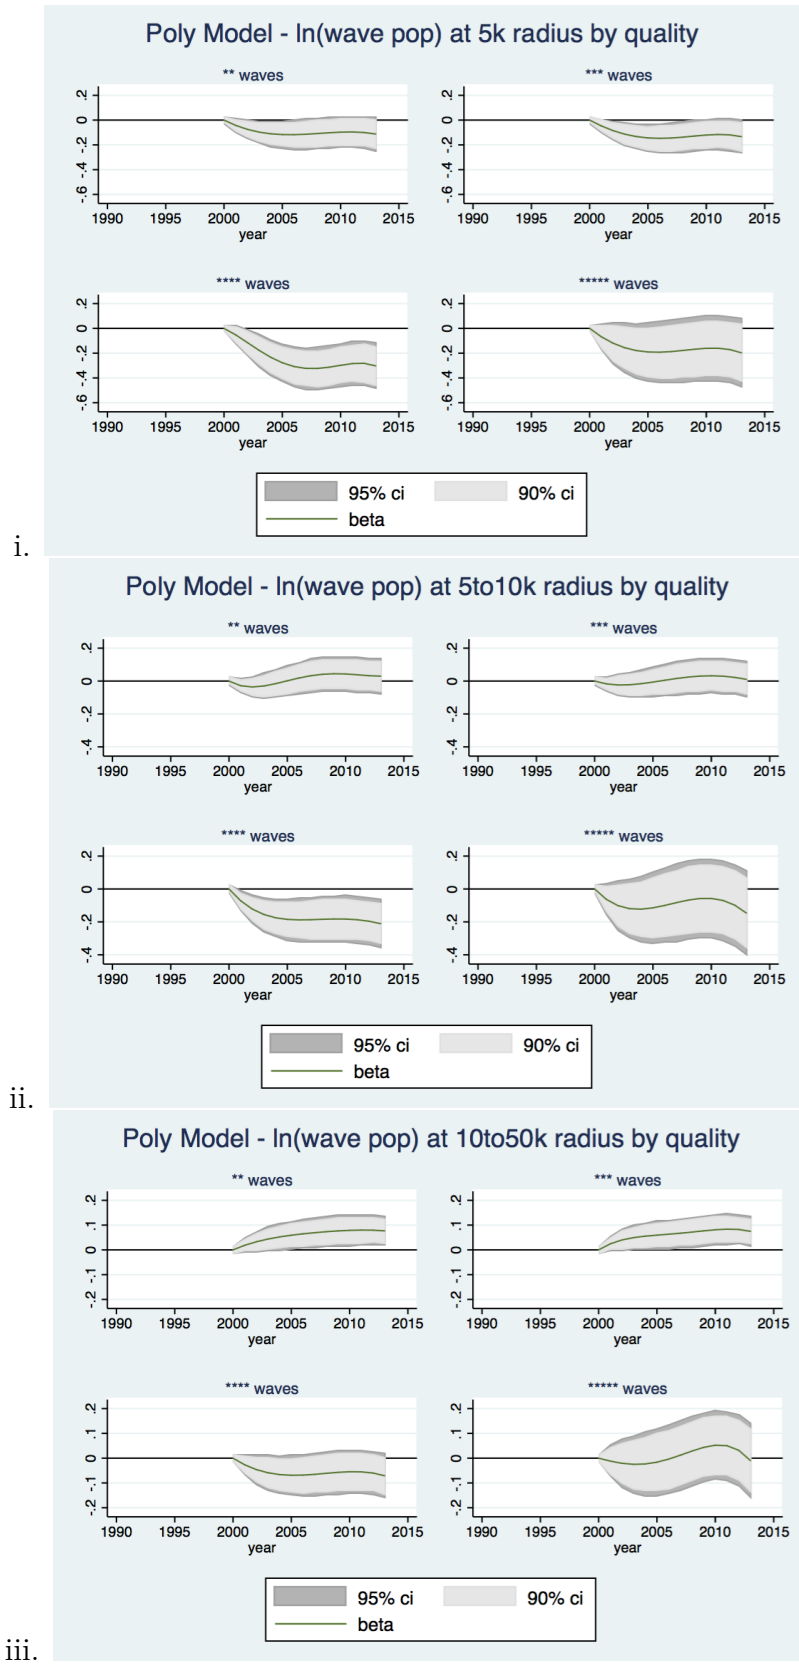 Poly Model - ln(wave pop) at 5k radius by quality
** waves *** waves
.2 0 -.2 -.4 -.6
1990 1995 2000 2005 2010 2015
year
.2 0 -.2 -.4 -.6
1990 1995 2000 2005 2010 2015
year
**** waves ***** waves
.2 0 -.2 -.4 -.6
1990 1995 2000 2005 2010 2015
year
.2 0 -.2 -.4 -.6
1990 1995 2000 2005 2010 2015
year
95% ci 90% ci
beta
i.
Poly Model - ln(wave pop) at 5to10k radius by quality
** waves *** waves
.2 0 -.2 -.4
1990 1995 2000 2005 2010 2015
year
.2 0 -.2 -.4
1990 1995 2000 2005 2010 2015
year
**** waves ***** waves
.2 0 -.2 -.4
1990 1995 2000 2005 2010 2015
year
.2 0 -.2 -.4
1990 1995 2000 2005 2010 2015
year
95% ci 90% ci
beta
ii.
Poly Model - ln(wave pop) at 10to50k radius by quality
** waves *** waves
.2 .1 0 -.1 -.2
1990 1995 2000 2005 2010 2015
year
.2 .1 0 -.1 -.2
1990 1995 2000 2005 2010 2015
year
**** waves ***** waves
.2 .1 0 -.1 -.2
1990 1995 2000 2005 2010 2015
year
.2 .1 0 -.1 -.2
1990 1995 2000 2005 2010 2015
year
95% ci 90% ci
beta
iii.